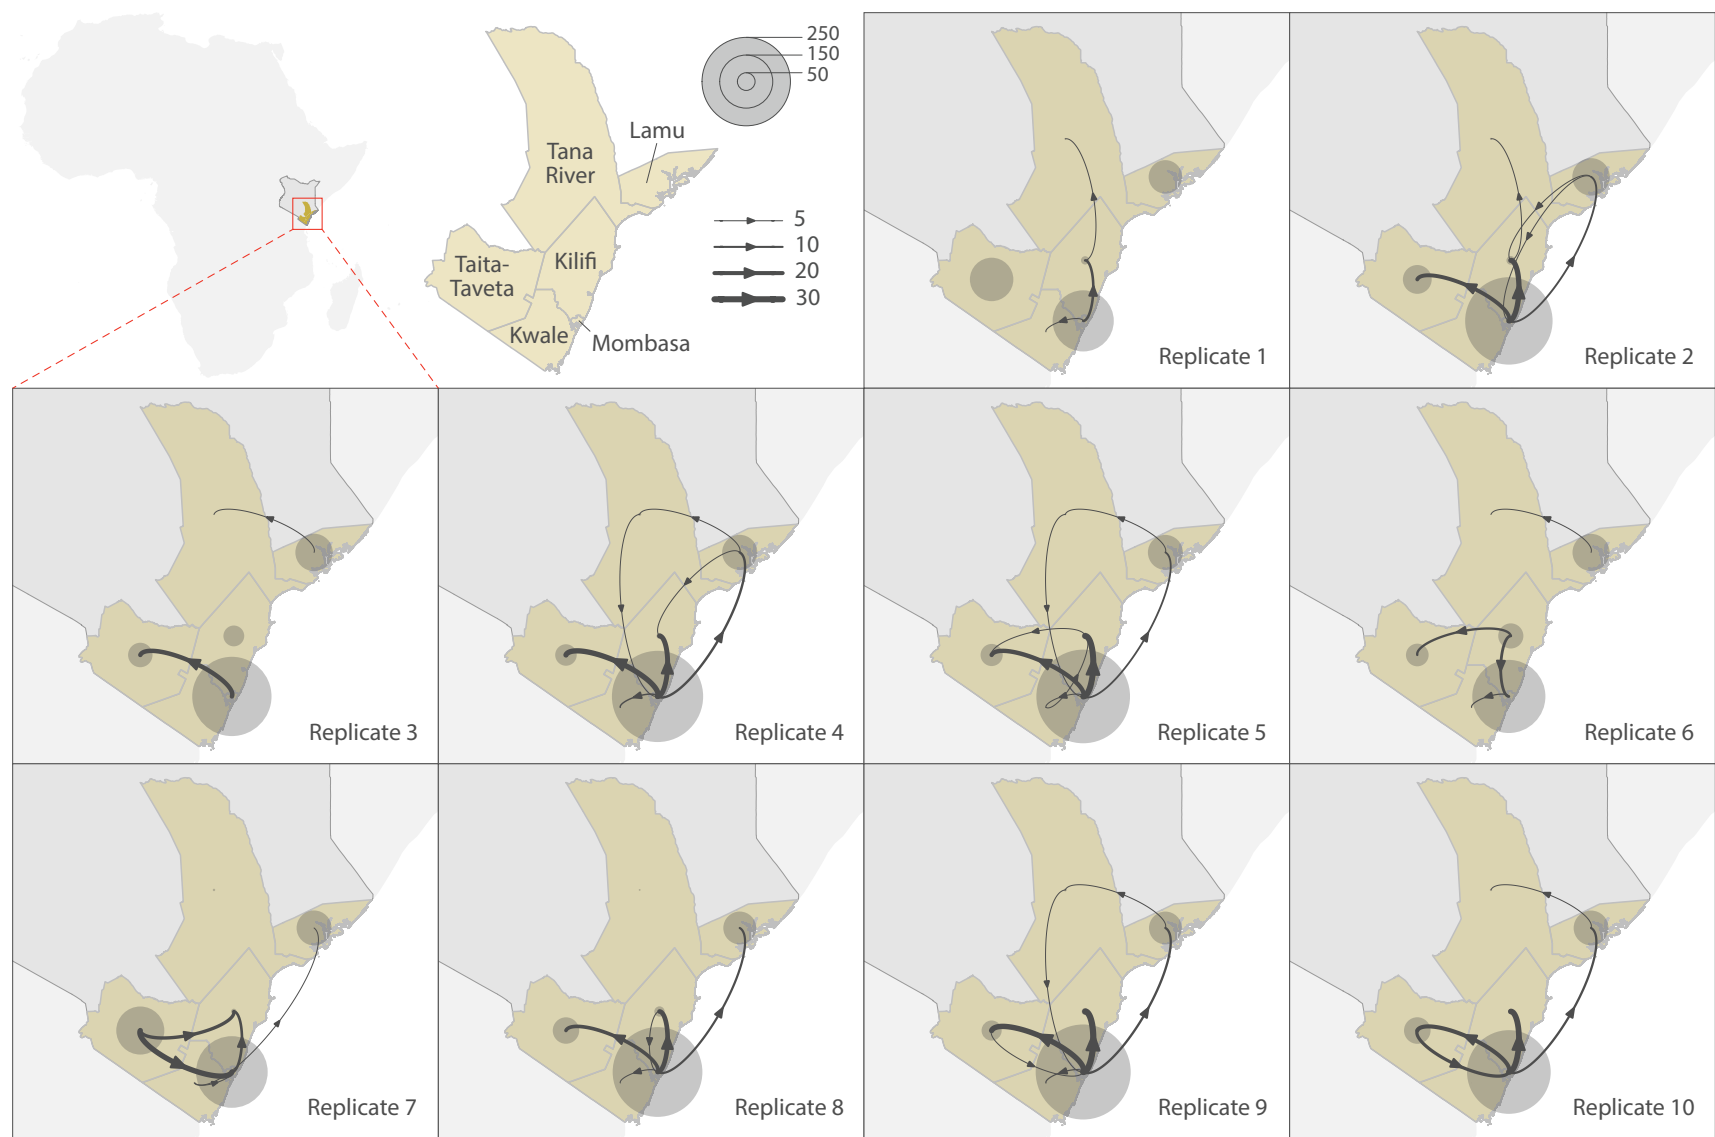 250
150
50
Lamu
Tana
River
5
10
20
30
Taita-
Taveta
Kilifi
Kwale
Mombasa
Replicate 1
Replicate 2
Replicate 3
Replicate 4
Replicate 5
Replicate 6
Replicate 7
Replicate 8
Replicate 9
Replicate 10